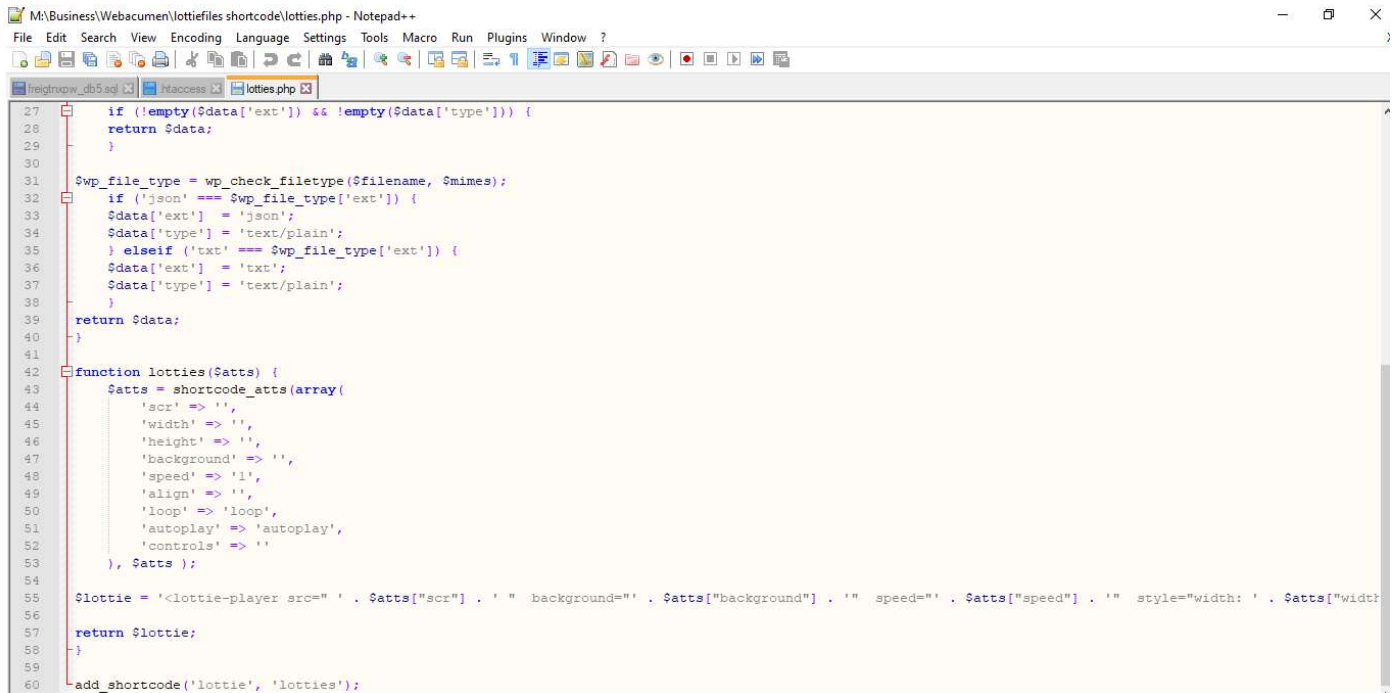 M:\Business\Webacumen\lottiefiles shortcode\lotties.php - Notepad++
File Edit Search View Encoding Language Settings Tools Macro Run Plugins Window ?
freigtnxpw_db5.sql .htaccess lotties.php
27 if (!empty($data['ext']) && !empty($data['type'])) {
28 return $data;
29 }
30
31 $wp_file_type = wp_check_filetype($filename, $mimes);
32 if ('json' === $wp_file_type['ext']) {
33 $data['ext']  = 'json';
34 $data['type'] = 'text/plain';
35 } elseif ('txt' === $wp_file_type['ext']) {
36 $data['ext']  = 'txt';
37 $data['type'] = 'text/plain';
38 }
39 return $data;
40 }
41
42 function lotties($atts) {
43 $atts = shortcode_atts(array(
44 'scr' => '',
45 'width' => '',
46 'height' => '',
47 'background' => '',
48 'speed' => '1',
49 'align' => '',
50 'loop' => 'loop',
51 'autoplay' => 'autoplay',
52 'controls' => ''
53 ), $atts );
54
55 $lottie = '<lottie-player src=" ' . $atts["scr"] . ' "  background="' . $atts["background"] . '"  speed="' . $atts["speed"] . '"  style="width: ' . $atts["width
56
57 return $lottie;
58 }
59
60 add_shortcode('lottie', 'lotties');